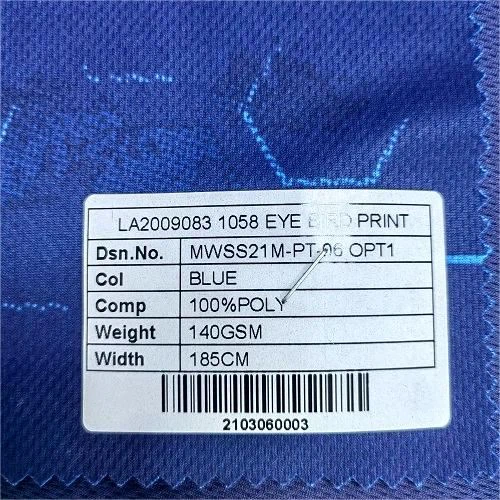 LA2009083 1058 EYE BIRD PRINT
Dsn.No. MWSS21M-PT-06 OPT1
Col BLUE
Comp 100%POLY
Weight 140GSM
Width 185CM
2103060003